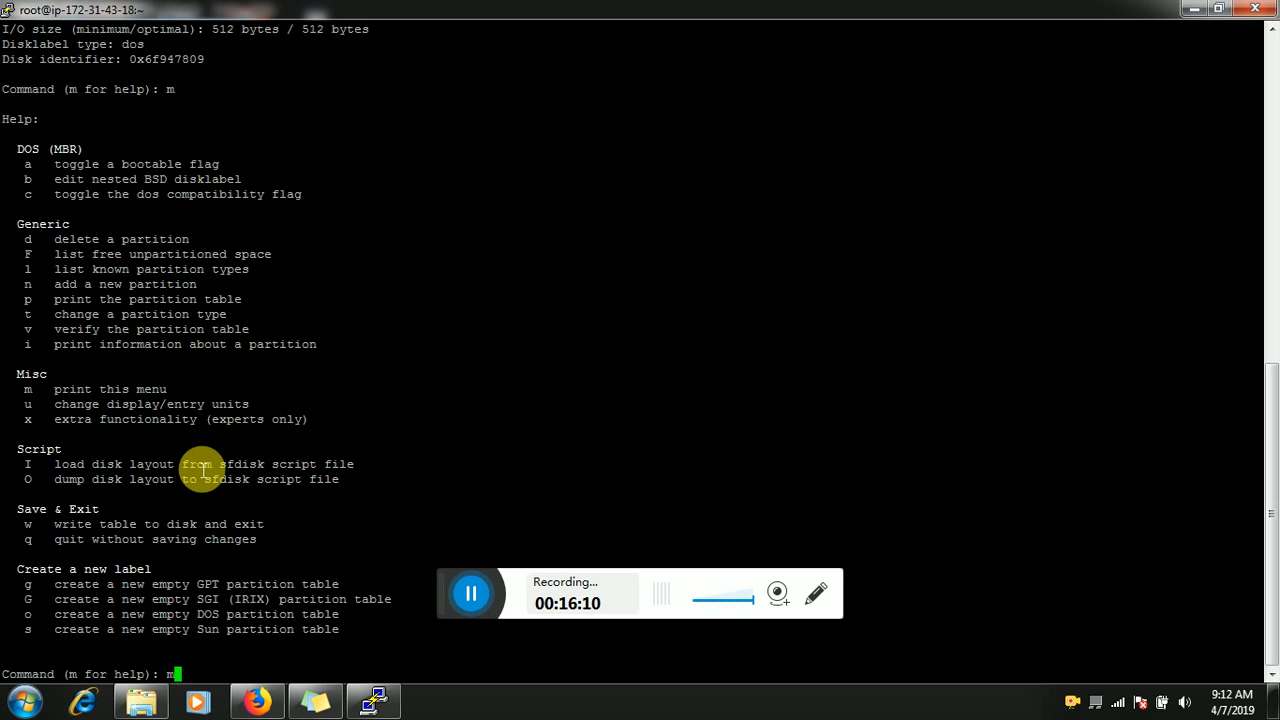 root@ip-172-31-43-18:~
I/O size (minimum/optimal): 512 bytes / 512 bytes
Disklabel type: dos
Disk identifier: 0x6f947809
Command (m for help): m
Help:
DOS (MBR)
a toggle a bootable flag
b edit nested BSD disklabel
c toggle the dos compatibility flag
Generic
d delete a partition
F list free unpartitioned space
l list known partition types
n add a new partition
p print the partition table
t change a partition type
v verify the partition table
i print information about a partition
Misc
m print this menu
u change display/entry units
x extra functionality (experts only)
Script
I load disk layout from sfdisk script file
O dump disk layout to sfdisk script file
Save & Exit
w write table to disk and exit
q quit without saving changes
Create a new label
g create a new empty GPT partition table
G create a new empty SGI (IRIX) partition table
o create a new empty DOS partition table
s create a new empty Sun partition table
Command (m for help): m
Recording...
00:16:10
9:12 AM
4/7/2019